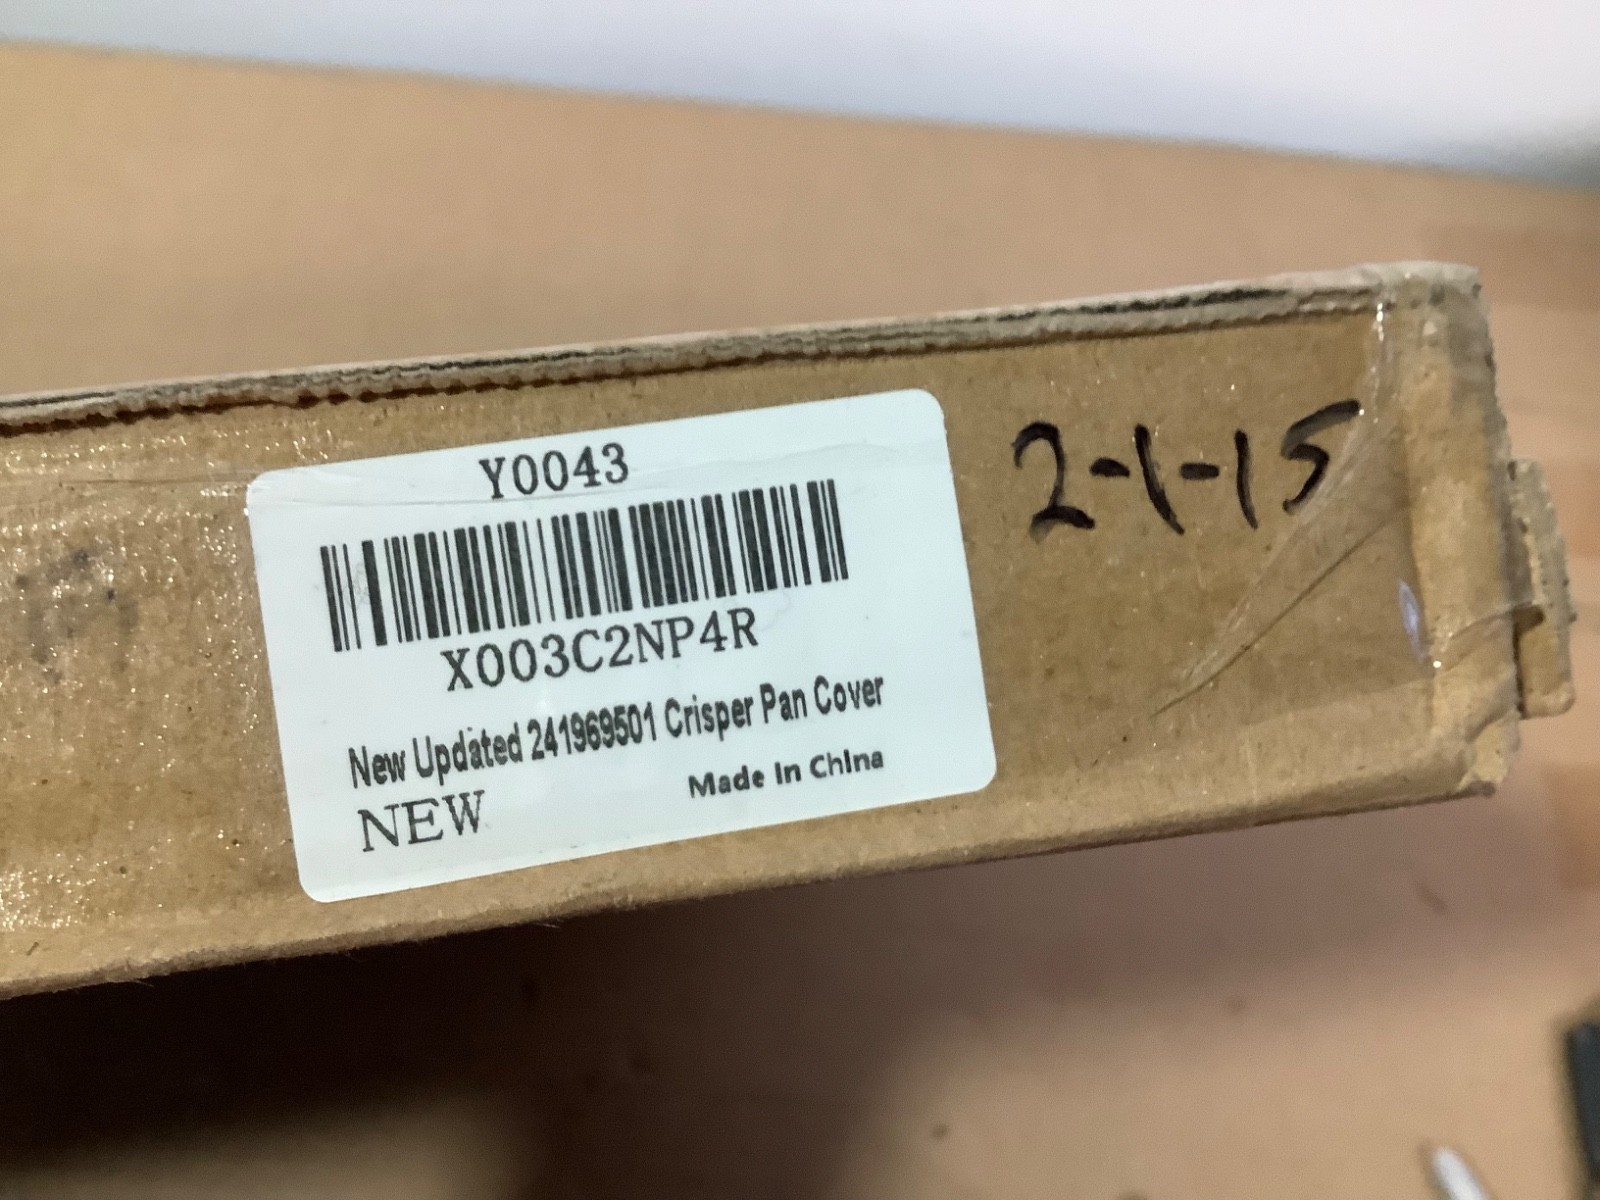 Y0043
X003C2NP4R
New Updated 241969501 Crisper Pan Cover
Made In China
NEW
2-1-15